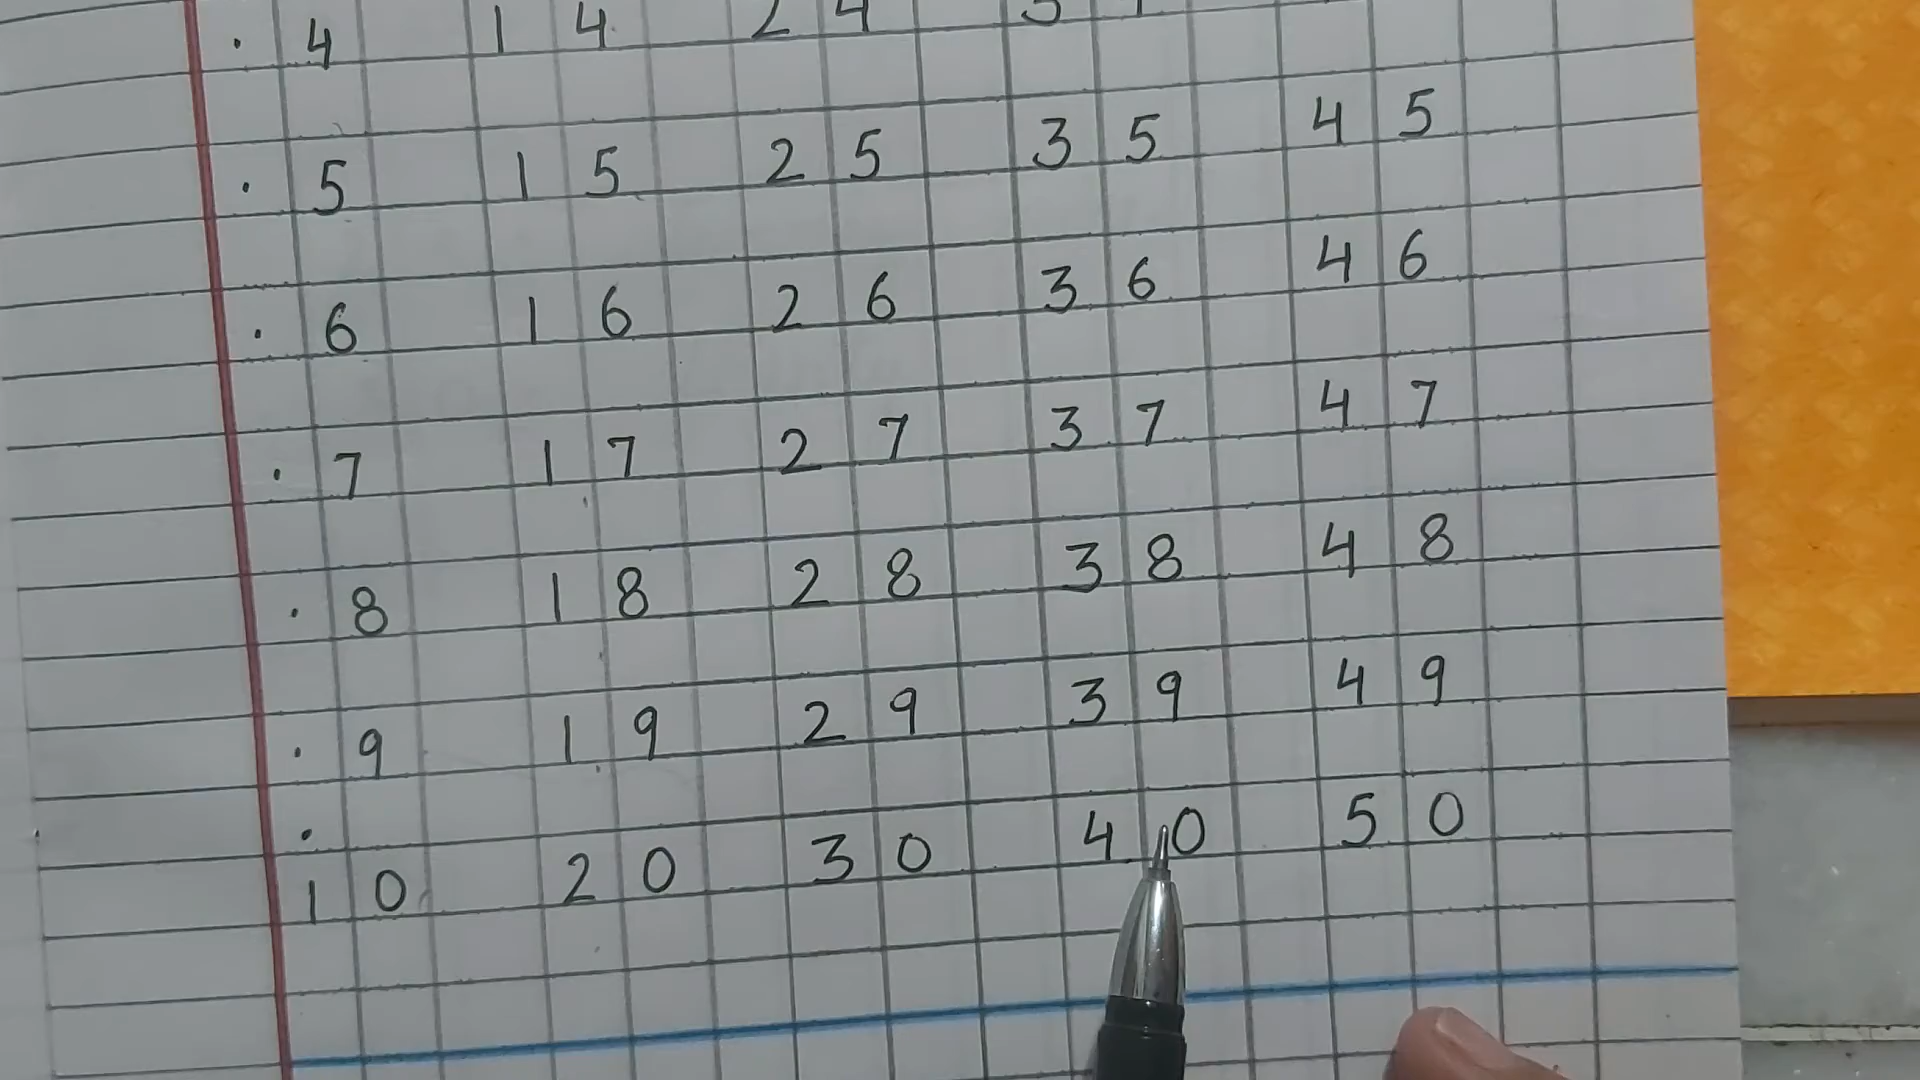 . 4 14 24
. 5 15 25 35 45
. 6 16 26 36 46
. 7 17 27 37 47
. 8 18 28 38 48
. 9 19 29 39 49
. 10 20 30 40 50